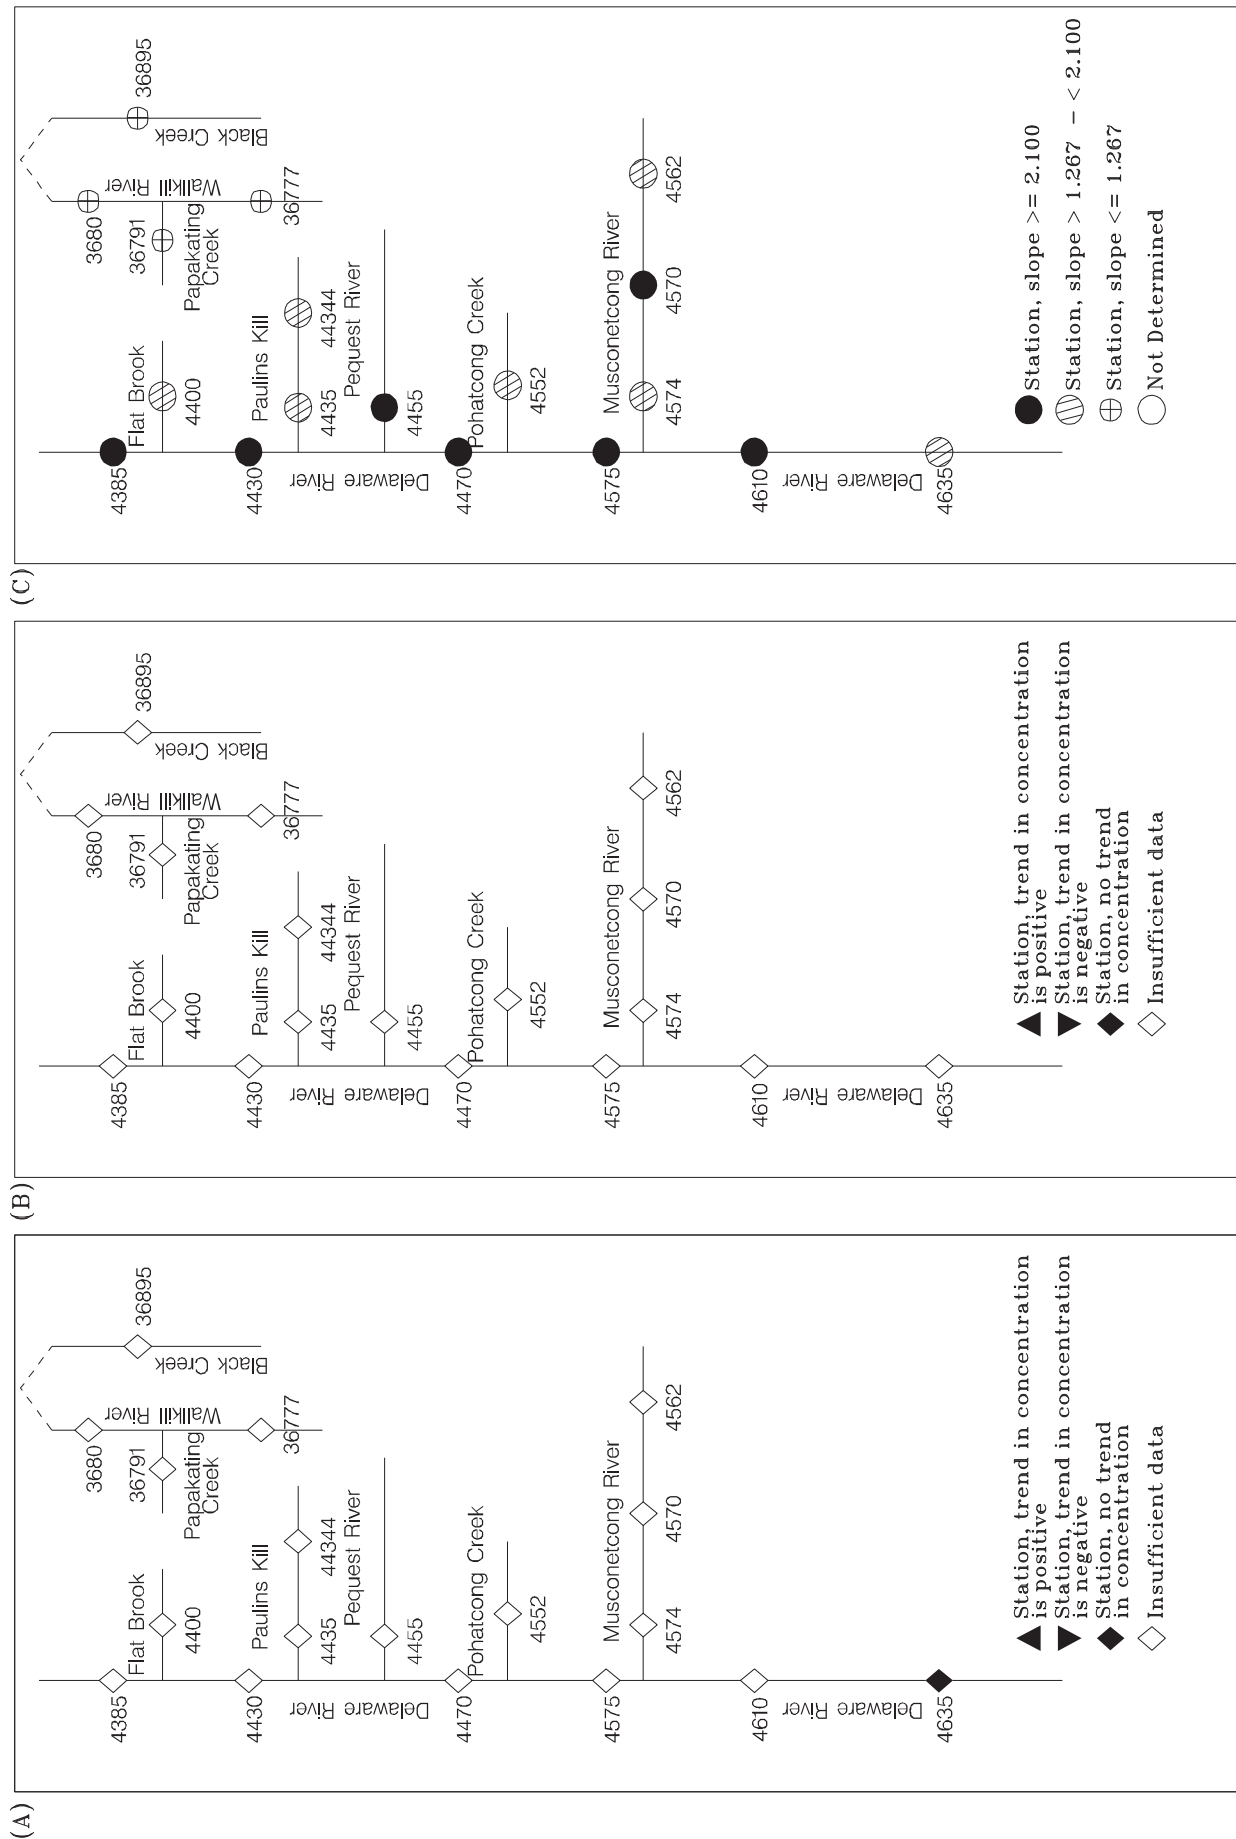 (A)
4385
Flat Brook
4400
3680
36791
Papakating
Creek
Wallkill
River
36777
Black Creek
36895
4430
Paulins Kill
4435
44344
Delaware River
Pequest River
4455
4470
Pohatcong Creek
4552
4575
Musconetcong River
4574
4570
4562
4610
Delaware River
4635
Station, trend in concentration
is positive
Station, trend in concentration
is negative
Station, no trend
in concentration
Insufficient data
(B)
4385
Flat Brook
4400
3680
36791
Papakating
Creek
Wallkill
River
36777
Black Creek
36895
4430
Paulins Kill
4435
44344
Delaware River
Pequest River
4455
4470
Pohatcong Creek
4552
4575
Musconetcong River
4574
4570
4562
4610
Delaware River
4635
Station, trend in concentration
is positive
Station, trend in concentration
is negative
Station, no trend
in concentration
Insufficient data
(C)
4385
Flat Brook
4400
3680
36791
Papakating
Creek
Wallkill
River
36777
Black Creek
36895
4430
Paulins Kill
4435
44344
Delaware River
Pequest River
4455
4470
Pohatcong Creek
4552
4575
Musconetcong River
4574
4570
4562
4610
Delaware River
4635
Station, slope >= 2.100
Station, slope > 1.267 - < 2.100
Station, slope <= 1.267
Not Determined